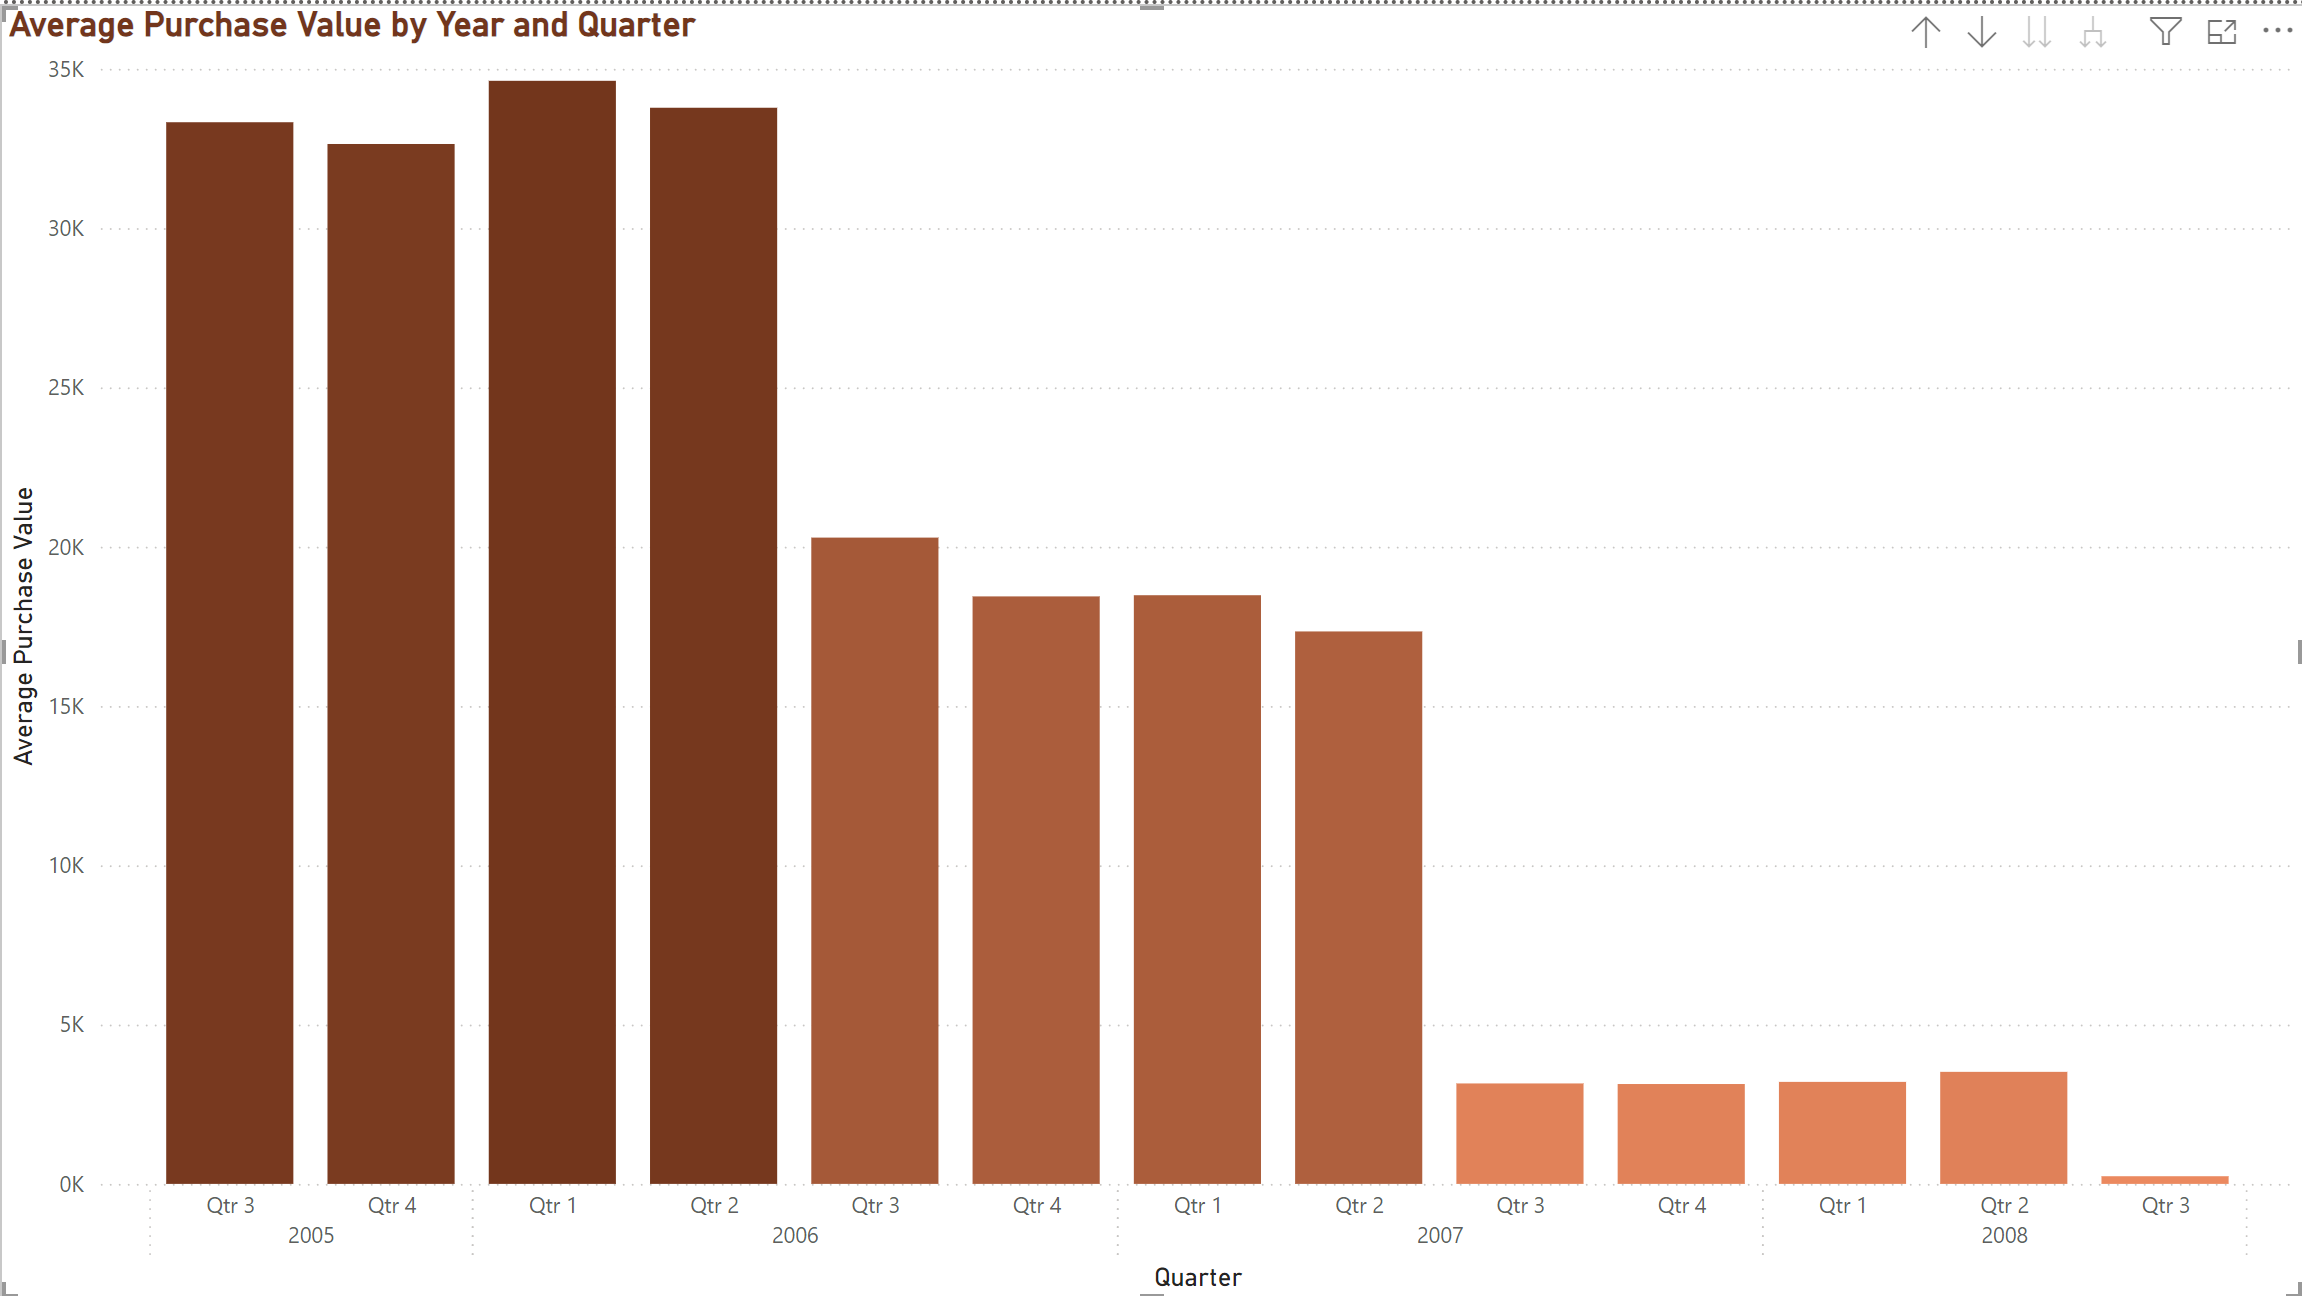 Average Purchase Value by Year and Quarter
35K
30K
25K
20K
15K
10K
5K
0K
Average Purchase Value
Qtr 3 Qtr 4 Qtr 1 Qtr 2 Qtr 3 Qtr 4 Qtr 1 Qtr 2 Qtr 3 Qtr 4 Qtr 1 Qtr 2 Qtr 3
2005 2006 2007 2008
Quarter